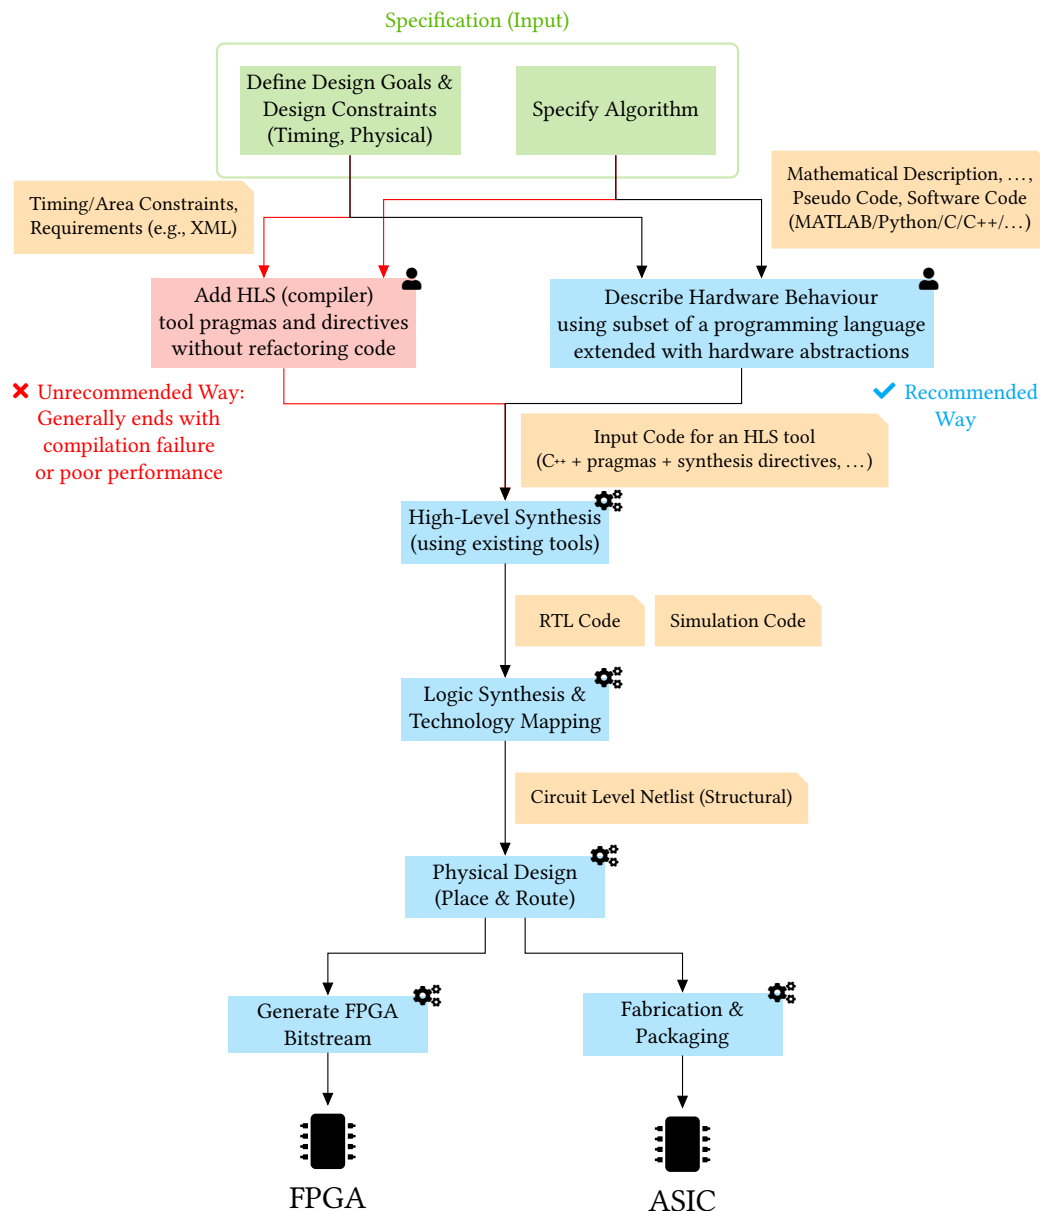 Specification (Input)
Define Design Goals &
Design Constraints
(Timing, Physical)
Specify Algorithm
Timing/Area Constraints,
Requirements (e.g., XML)
Mathematical Description, …,
Pseudo Code, Software Code
(MATLAB/Python/C/C++/…)
Add HLS (compiler)
tool pragmas and directives
without refactoring code
Describe Hardware Behaviour
using subset of a programming language
extended with hardware abstractions
Unrecommended Way:
Generally ends with
compilation failure
or poor performance
Recommended
Way
Input Code for an HLS tool
(C++ + pragmas + synthesis directives, …)
High-Level Synthesis
(using existing tools)
RTL Code
Simulation Code
Logic Synthesis &
Technology Mapping
Circuit Level Netlist (Structural)
Physical Design
(Place & Route)
Generate FPGA
Bitstream
Fabrication &
Packaging
FPGA
ASIC